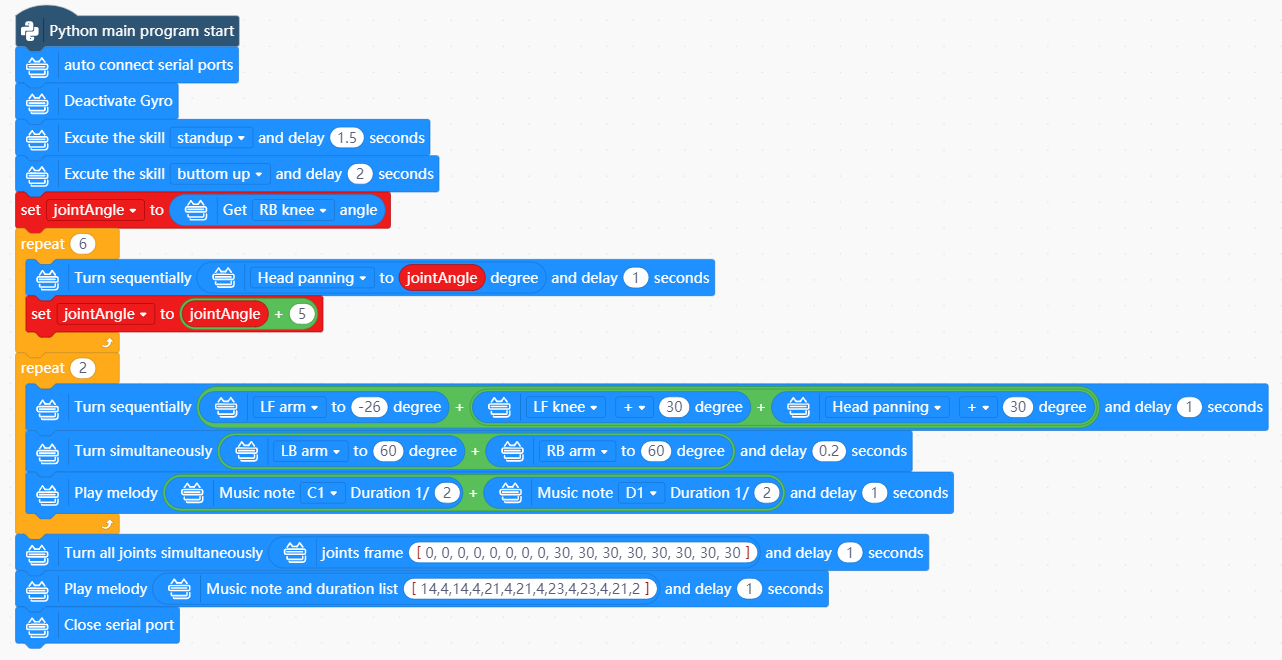 Python main program start
auto connect serial ports
Deactivate Gyro
Excute the skill standup and delay 1.5 seconds
Excute the skill buttom up and delay 2 seconds
set jointAngle to Get RB knee angle
repeat 6
Turn sequentially Head panning to jointAngle degree and delay 1 seconds
set jointAngle to jointAngle + 5
repeat 2
Turn sequentially LF arm to -26 degree + LF knee + 30 degree + Head panning + 30 degree and delay 1 seconds
Turn simultaneously LB arm to 60 degree + RB arm to 60 degree and delay 0.2 seconds
Play melody Music note C1 Duration 1/ 2 + Music note D1 Duration 1/ 2 and delay 1 seconds
Turn all joints simultaneously joints frame [ 0, 0, 0, 0, 0, 0, 0, 0, 30, 30, 30, 30, 30, 30, 30, 30 ] and delay 1 seconds
Play melody Music note and duration list [ 14,4,14,4,21,4,21,4,23,4,23,4,21,2 ] and delay 1 seconds
Close serial port